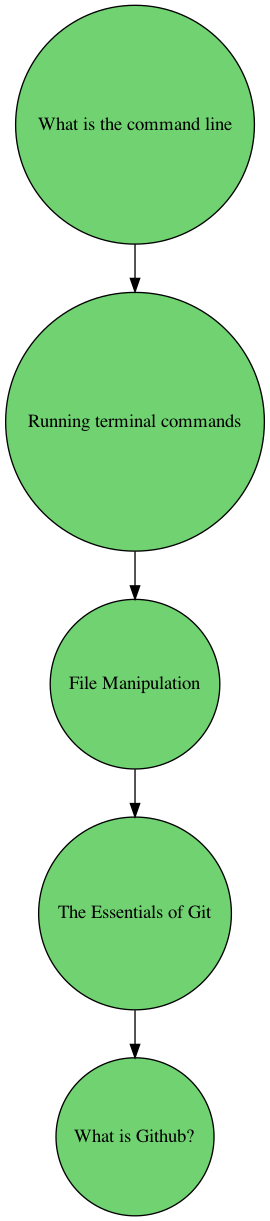 What is the command line
Running terminal commands
File Manipulation
The Essentials of Git
What is Github?